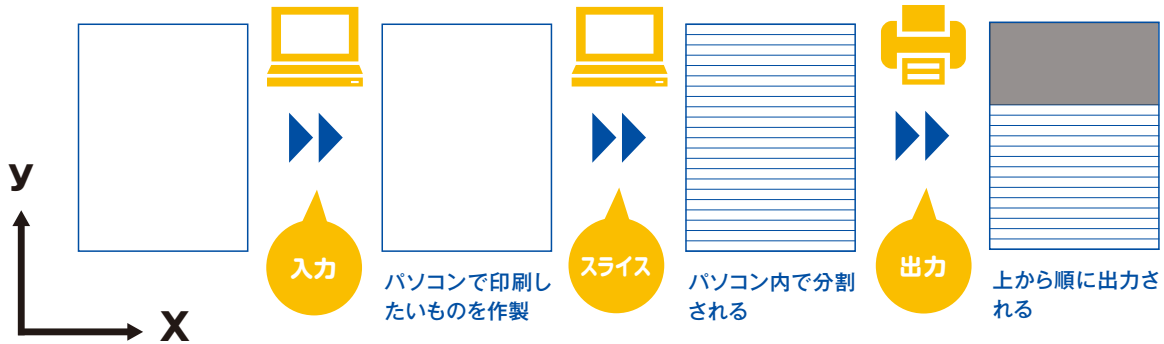 y
X
入力
パソコンで印刷し
たいものを作製
スライス
パソコン内で分割
される
出力
上から順に出力さ
れる